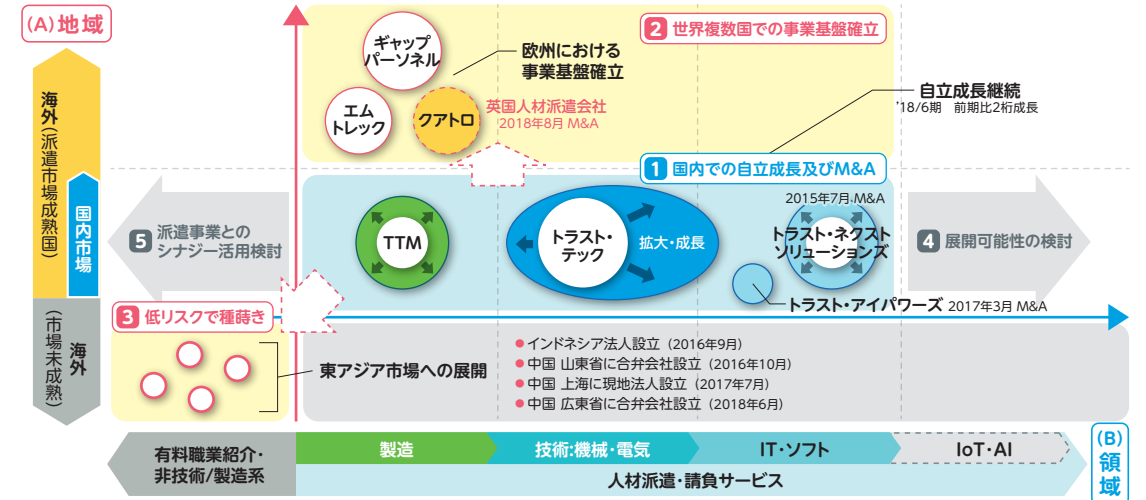 (A)地域
海外(派遣市場成熟国)
国内市場
海外
(市場未成熟)
ギャップ
パーソネル
エム
トレック
クアトロ
欧州における
事業基盤確立
英国人材派遣会社
2018年8月 M&A
2 世界複数国での事業基盤確立
自立成長継続
'18/6期 前期比2桁成長
1 国内での自立成長及びM&A
5 派遣事業との
シナジー活用検討
TTM
トラスト・
テック
拡大・成長
2015年7月 M&A
トラスト・ネクスト
ソリューションズ
4 展開可能性の検討
トラスト・アイパワーズ 2017年3月 M&A
3 低リスクで種蒔き
東アジア市場への展開
●インドネシア法人設立(2016年9月)
●中国 山東省に合弁会社設立(2016年10月)
●中国 上海に現地法人設立(2017年7月)
●中国 広東省に合弁会社設立(2018年6月)
有料職業紹介・
非技術/製造系
製造
技術:機械・電気
IT・ソフト
IoT・AI
人材派遣・請負サービス
(B)
領域